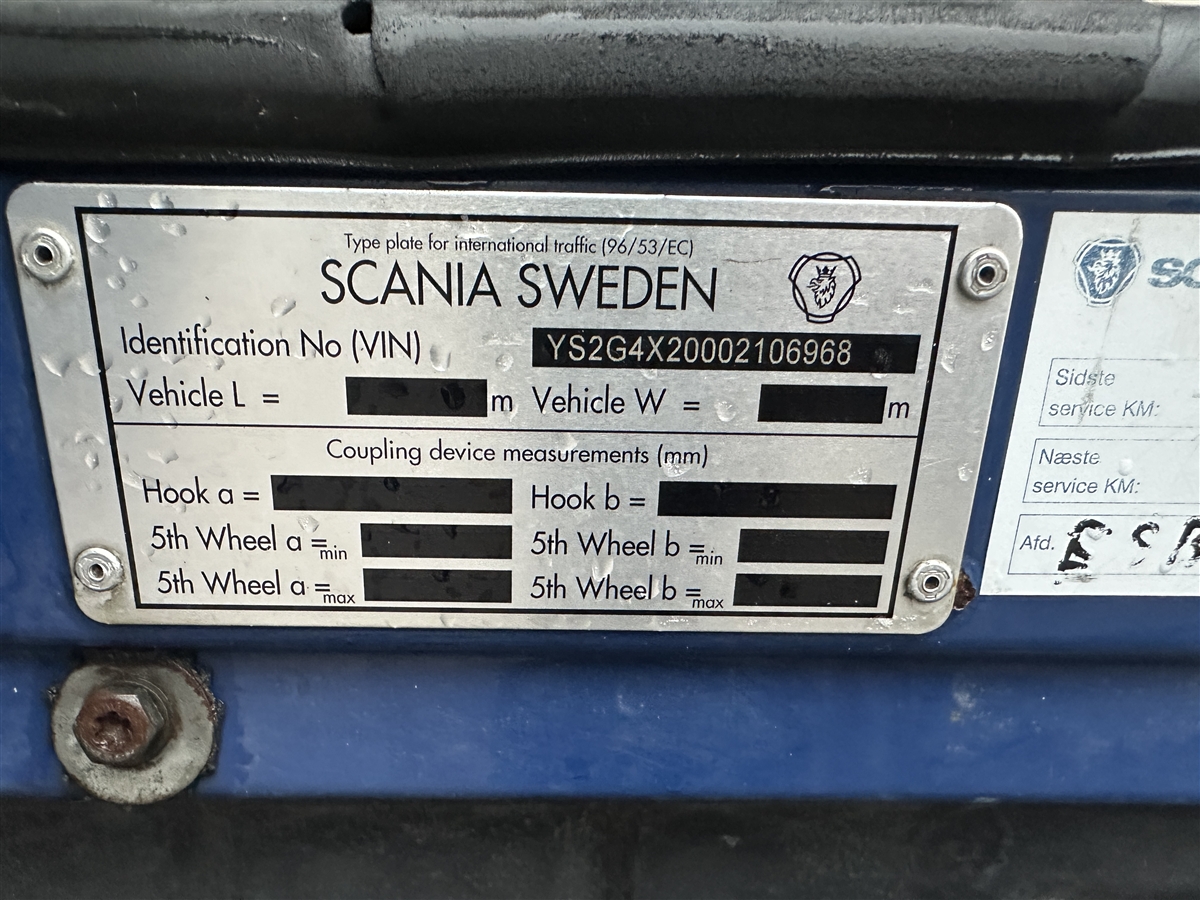 Type plate for international traffic (96/53/EC)
SCANIA SWEDEN
Identification No (VIN) YS2G4X20002106968
Vehicle L = m Vehicle W = m
Coupling device measurements (mm)
Hook a = Hook b =
5th Wheel a =min 5th Wheel b =min
5th Wheel a =max 5th Wheel b =max
Sidste
service KM:
Næste
service KM:
Afd.